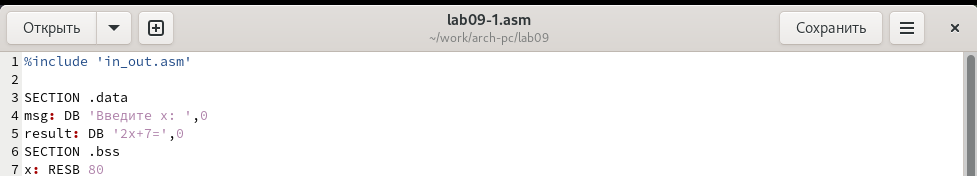 Открыть
lab09-1.asm
~/work/arch-pc/lab09
Сохранить
1 %include 'in_out.asm'
2
3 SECTION .data
4 msg: DB 'Введите x: ',0
5 result: DB '2x+7=',0
6 SECTION .bss
7 x: RESB 80